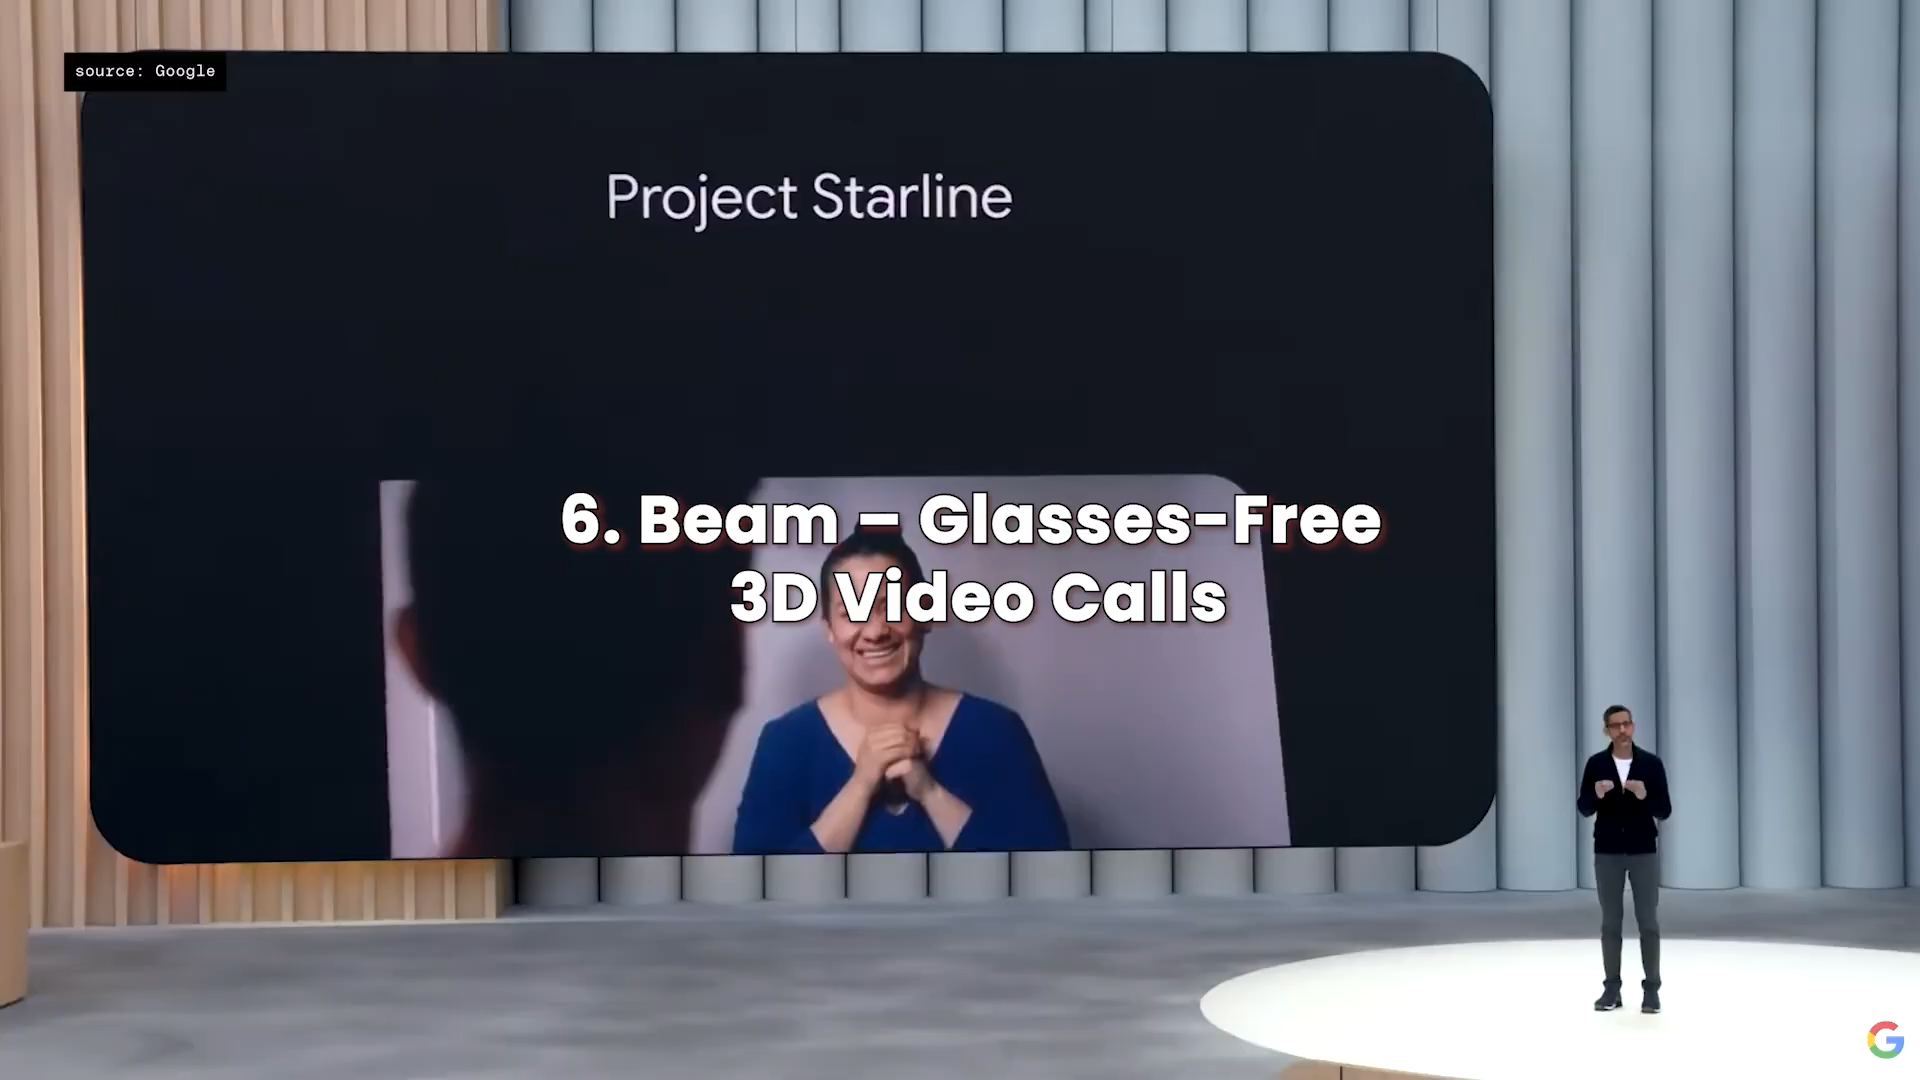 source: Google
Project Starline
6. Beam – Glasses-Free
3D Video Calls